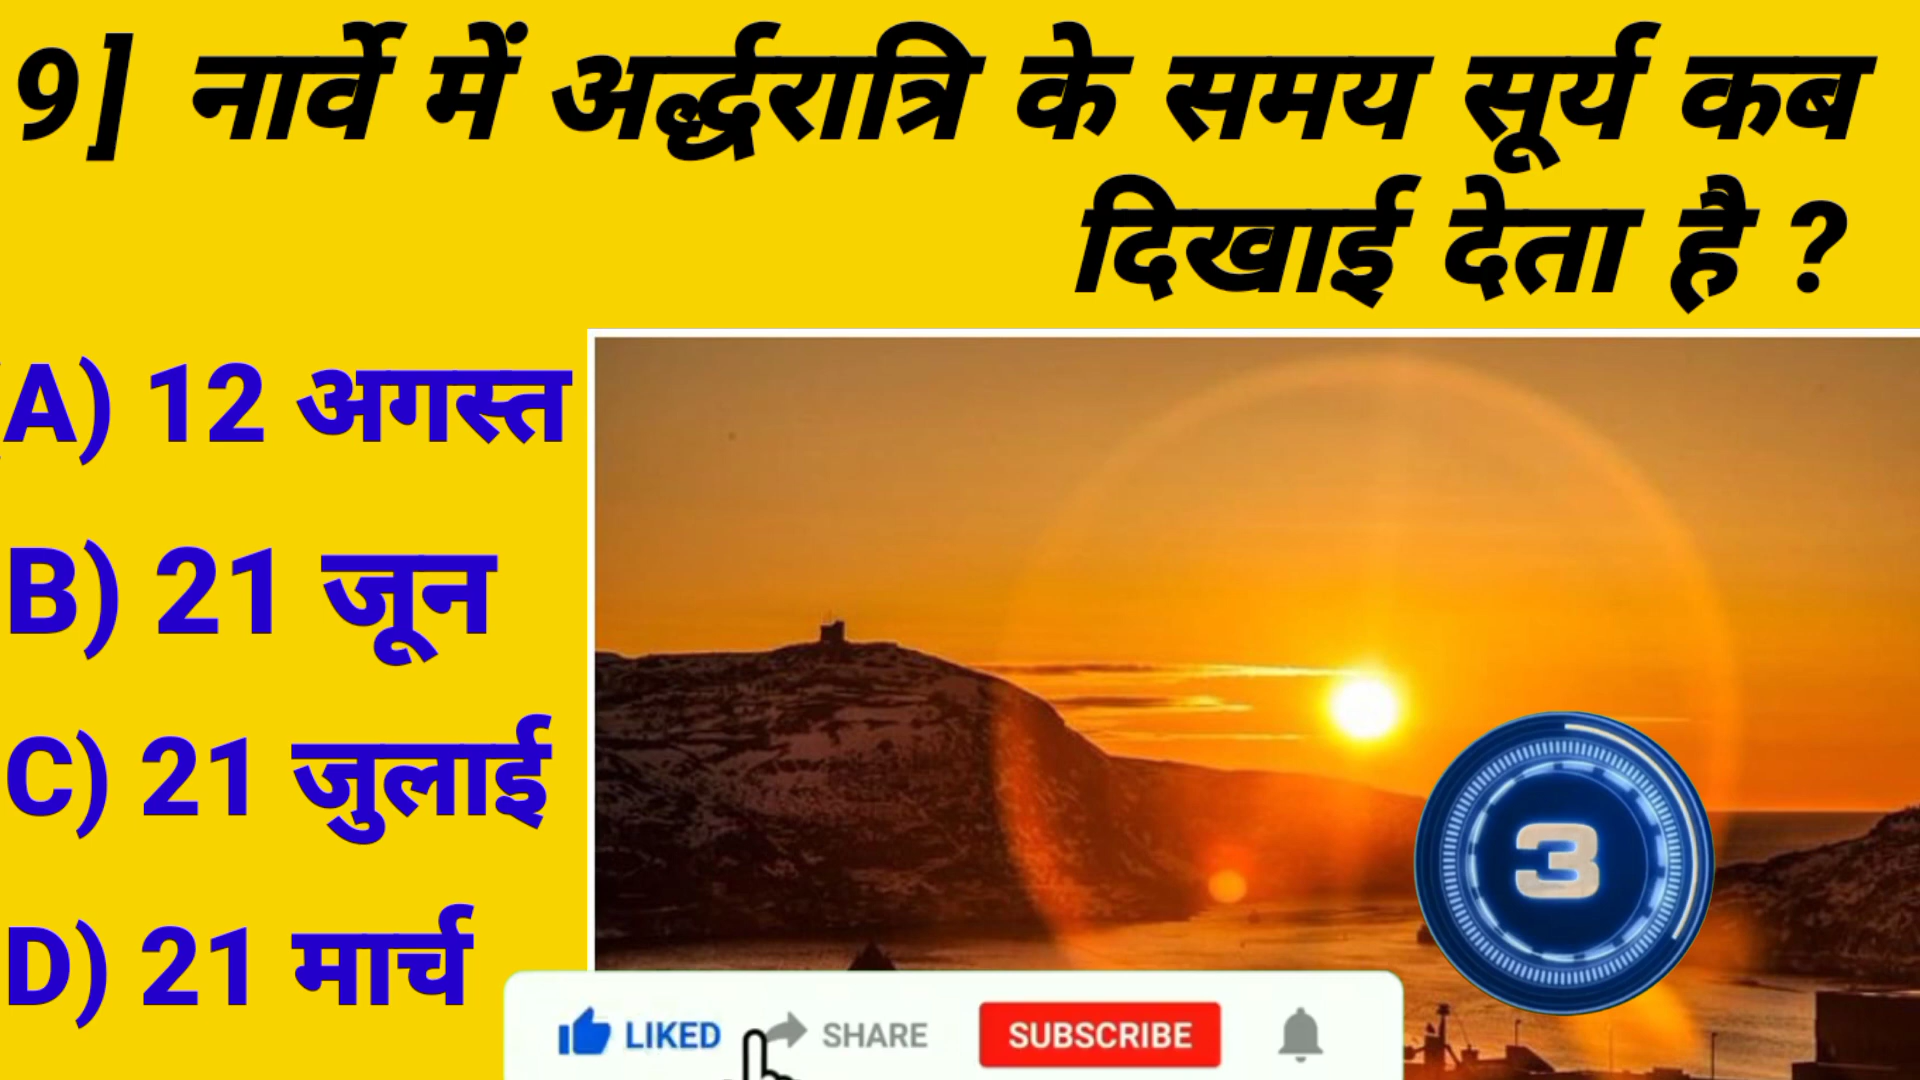 9] नार्वे में अर्द्धरात्रि के समय सूर्य कब
दिखाई देता है ?
(A) 12 अगस्त
B) 21 जून
C) 21 जुलाई
D) 21 मार्च
3
LIKED SHARE SUBSCRIBE